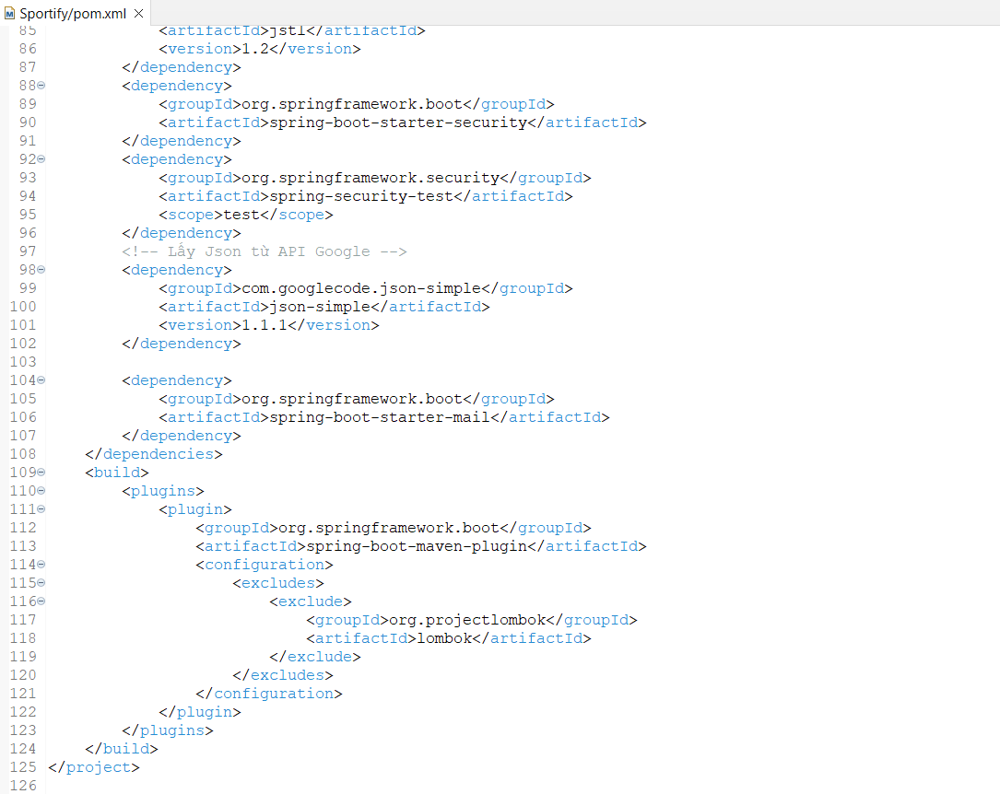 Sportify/pom.xml
85 <artifactId>jstl</artifactId>
86 <version>1.2</version>
87 </dependency>
88 <dependency>
89 <groupId>org.springframework.boot</groupId>
90 <artifactId>spring-boot-starter-security</artifactId>
91 </dependency>
92 <dependency>
93 <groupId>org.springframework.security</groupId>
94 <artifactId>spring-security-test</artifactId>
95 <scope>test</scope>
96 </dependency>
97 <!-- Lấy Json từ API Google -->
98 <dependency>
99 <groupId>com.googlecode.json-simple</groupId>
100 <artifactId>json-simple</artifactId>
101 <version>1.1.1</version>
102 </dependency>
103
104 <dependency>
105 <groupId>org.springframework.boot</groupId>
106 <artifactId>spring-boot-starter-mail</artifactId>
107 </dependency>
108 </dependencies>
109 <build>
110 <plugins>
111 <plugin>
112 <groupId>org.springframework.boot</groupId>
113 <artifactId>spring-boot-maven-plugin</artifactId>
114 <configuration>
115 <excludes>
116 <exclude>
117 <groupId>org.projectlombok</groupId>
118 <artifactId>lombok</artifactId>
119 </exclude>
120 </excludes>
121 </configuration>
122 </plugin>
123 </plugins>
124 </build>
125 </project>
126